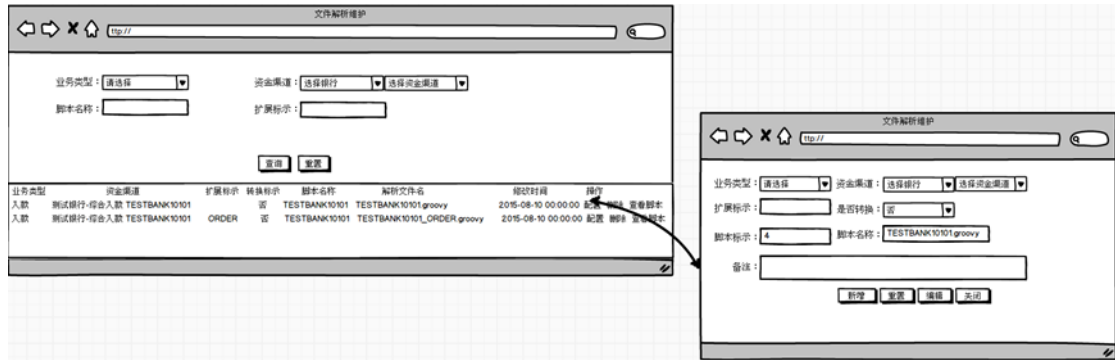 文件解析维护
ttp://
业务类型： 请选择 资金渠道： 选择银行 选择资金渠道
脚本名称： 扩展标示：
查询 重置
业务类型 资金渠道 扩展标示 转换标示 脚本名称 解析文件名 修改时间 操作
入款 测试银行-综合入款 TESTBANK10101 否 TESTBANK10101 TESTBANK10101.groovy 2015-08-10 00:00:00 配置 删除 查看脚本
入款 测试银行-综合入款 TESTBANK10101 ORDER 否 TESTBANK10101 TESTBANK10101_ORDER.groovy 2015-08-10 00:00:00 配置 删除 查看脚本
文件解析维护
ttp://
业务类型： 请选择 资金渠道： 选择银行 选择资金渠道
扩展标示： 是否转换： 否
脚本标示： 4 脚本名称： TESTBANK10101.groovy
备注：
新增 重置 编辑 关闭